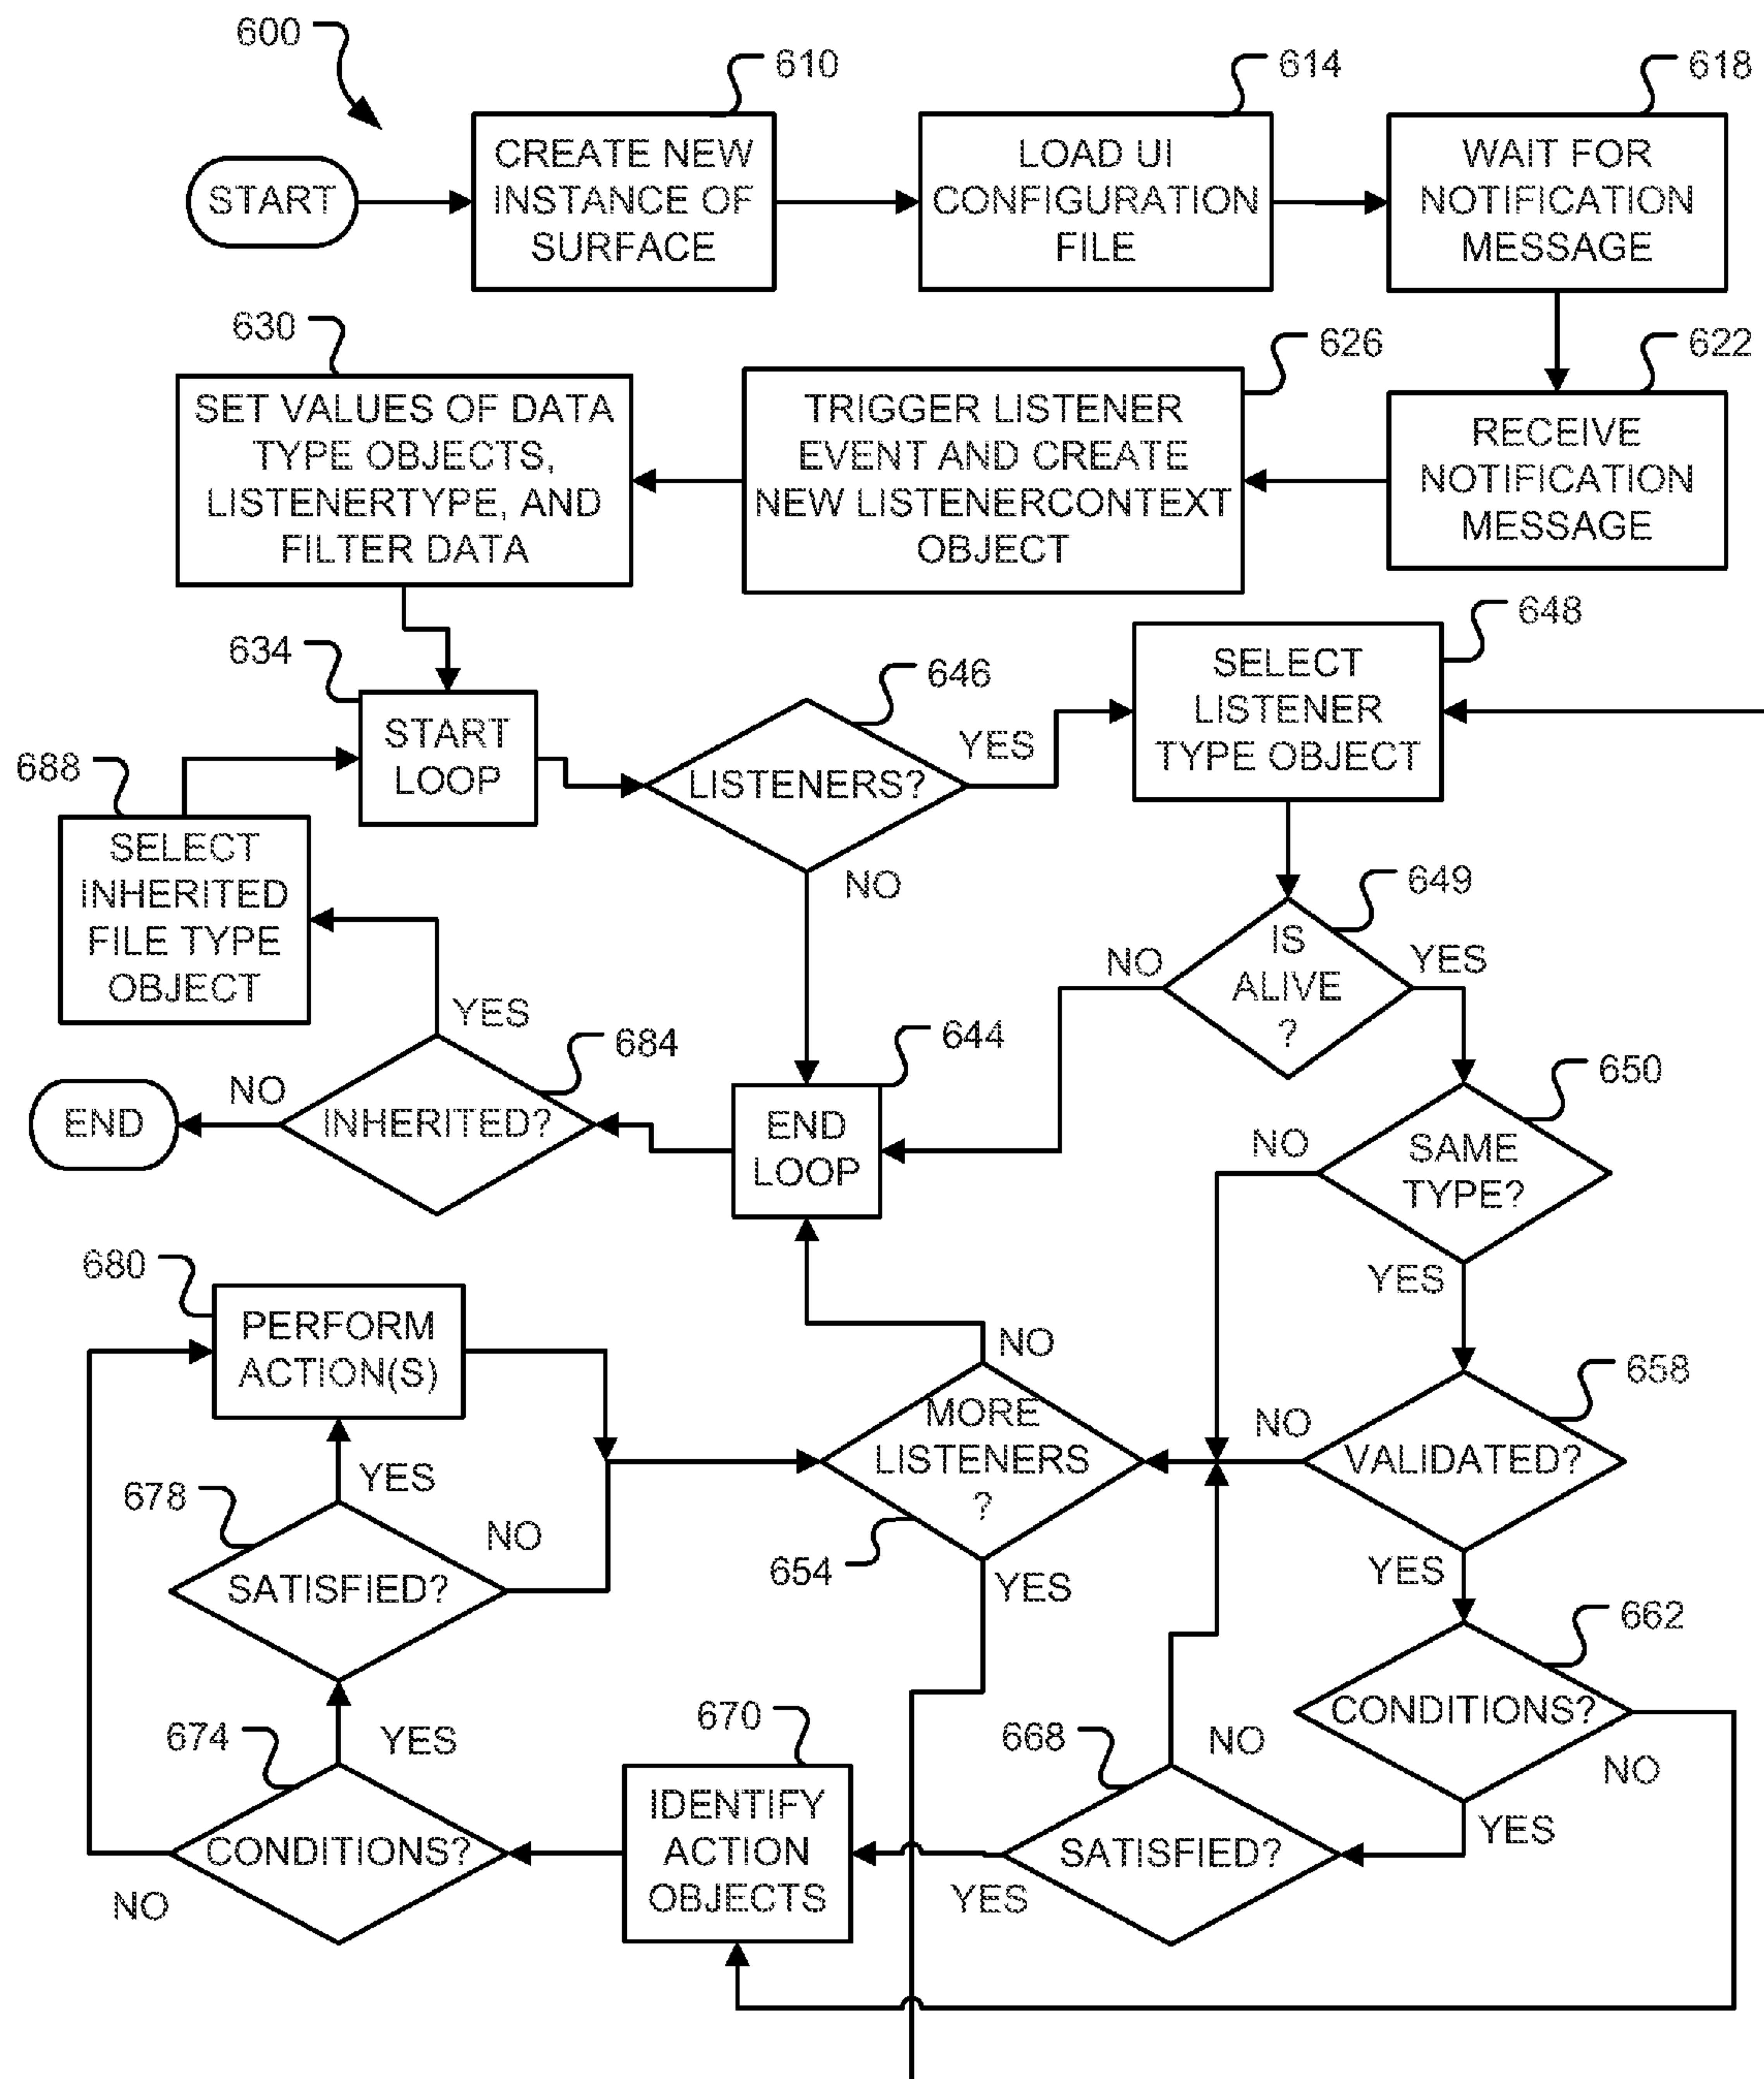 600
610
614
618
START
CREATE NEW
INSTANCE OF
SURFACE
LOAD UI
CONFIGURATION
FILE
WAIT FOR
NOTIFICATION
MESSAGE
630
626
622
SET VALUES OF DATA
TYPE OBJECTS,
LISTENERTYPE, AND
FILTER DATA
TRIGGER LISTENER
EVENT AND CREATE
NEW LISTENERCONTEXT
OBJECT
RECEIVE
NOTIFICATION
MESSAGE
634
START
LOOP
646
LISTENERS?
YES
NO
648
SELECT
LISTENER
TYPE OBJECT
688
SELECT
INHERITED
FILE TYPE
OBJECT
649
IS
ALIVE
?
NO
YES
YES
684
INHERITED?
NO
END
644
END
LOOP
650
SAME
TYPE?
NO
YES
680
PERFORM
ACTION(S)
NO
MORE
LISTENERS
?
654
YES
658
VALIDATED?
NO
YES
YES
678
SATISFIED?
NO
662
CONDITIONS?
NO
YES
674
CONDITIONS?
YES
NO
670
IDENTIFY
ACTION
OBJECTS
668
SATISFIED?
NO
YES